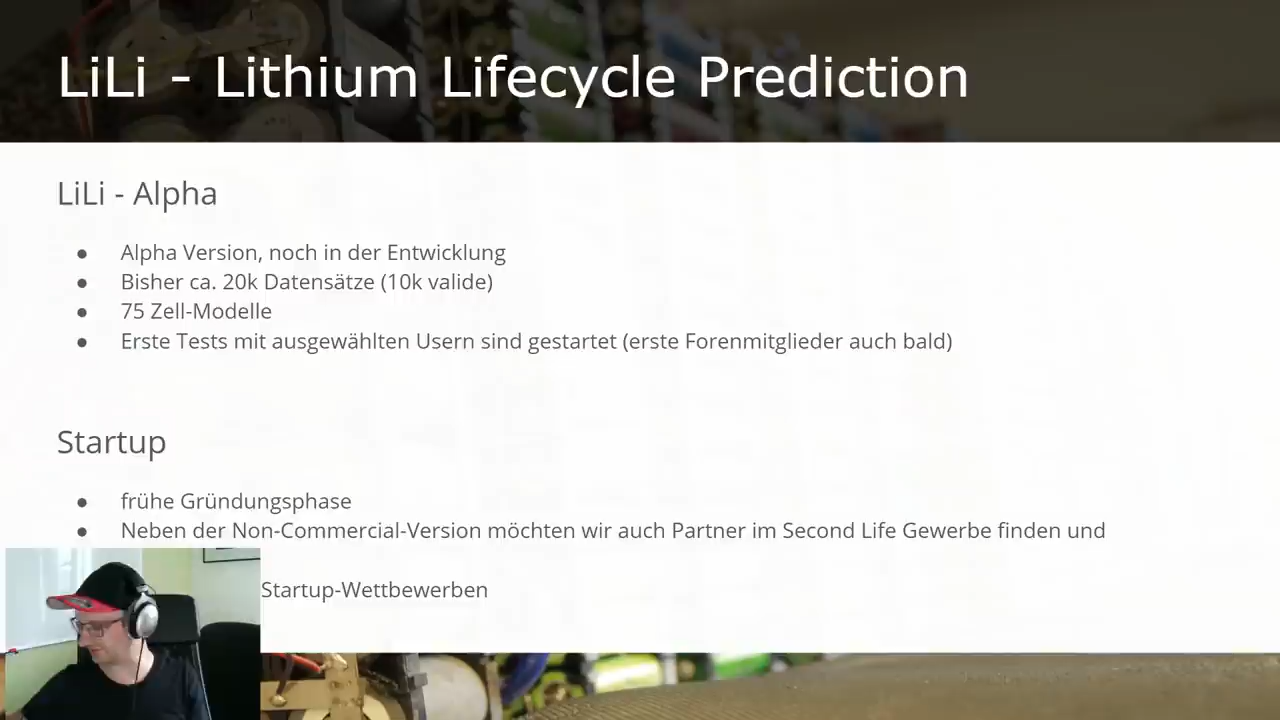 LiLi - Lithium Lifecycle Prediction
LiLi - Alpha
● Alpha Version, noch in der Entwicklung
● Bisher ca. 20k Datensätze (10k valide)
● 75 Zell-Modelle
● Erste Tests mit ausgewählten Usern sind gestartet (erste Forenmitglieder auch bald)
Startup
● frühe Gründungsphase
● Neben der Non-Commercial-Version möchten wir auch Partner im Second Life Gewerbe finden und
Startup-Wettbewerben